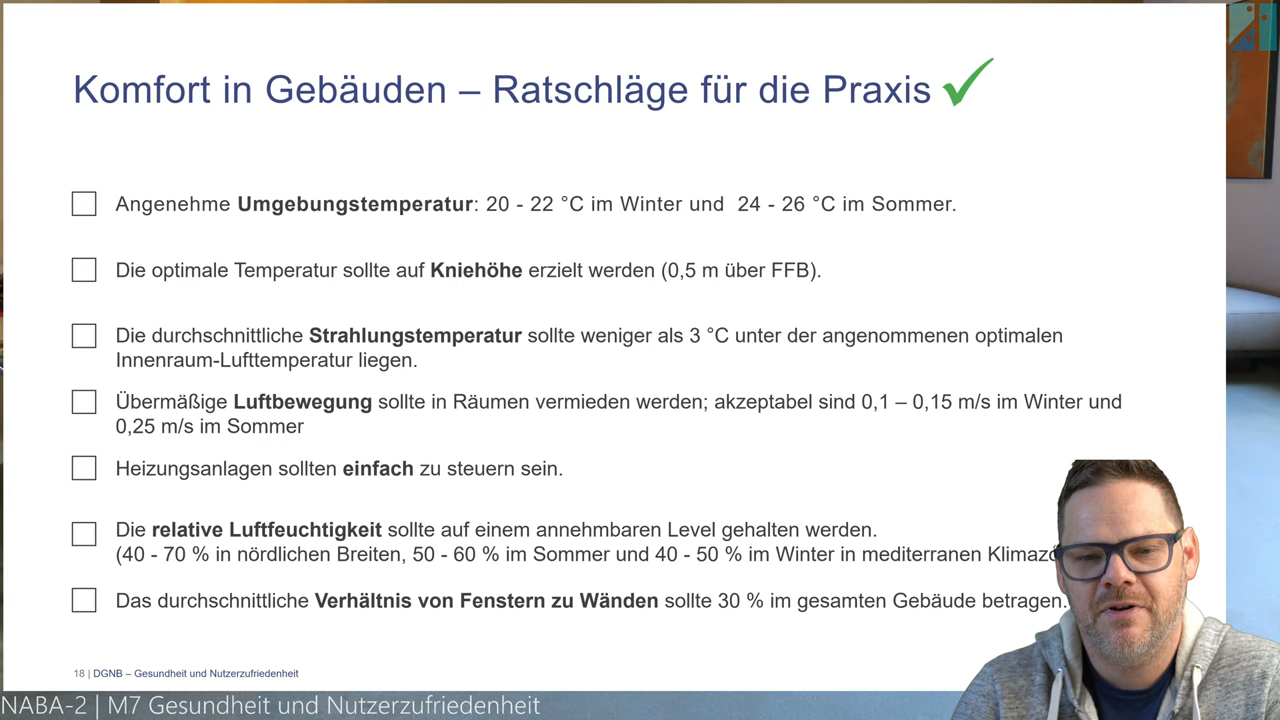 Komfort in Gebäuden – Ratschläge für die Praxis
Angenehme Umgebungstemperatur: 20 - 22 °C im Winter und 24 - 26 °C im Sommer.
Die optimale Temperatur sollte auf Kniehöhe erzielt werden (0,5 m über FFB).
Die durchschnittliche Strahlungstemperatur sollte weniger als 3 °C unter der angenommenen optimalen
Innenraum-Lufttemperatur liegen.
Übermäßige Luftbewegung sollte in Räumen vermieden werden; akzeptabel sind 0,1 – 0,15 m/s im Winter und
0,25 m/s im Sommer
Heizungsanlagen sollten einfach zu steuern sein.
Die relative Luftfeuchtigkeit sollte auf einem annehmbaren Level gehalten werden.
(40 - 70 % in nördlichen Breiten, 50 - 60 % im Sommer und 40 - 50 % im Winter in mediterranen
Das durchschnittliche Verhältnis von Fenstern zu Wänden sollte 30 % im gesamten Gebäude betragen.
18 | DGNB – Gesundheit und Nutzerzufriedenheit
NABA-2 | M7 Gesundheit und Nutzerzufriedenheit